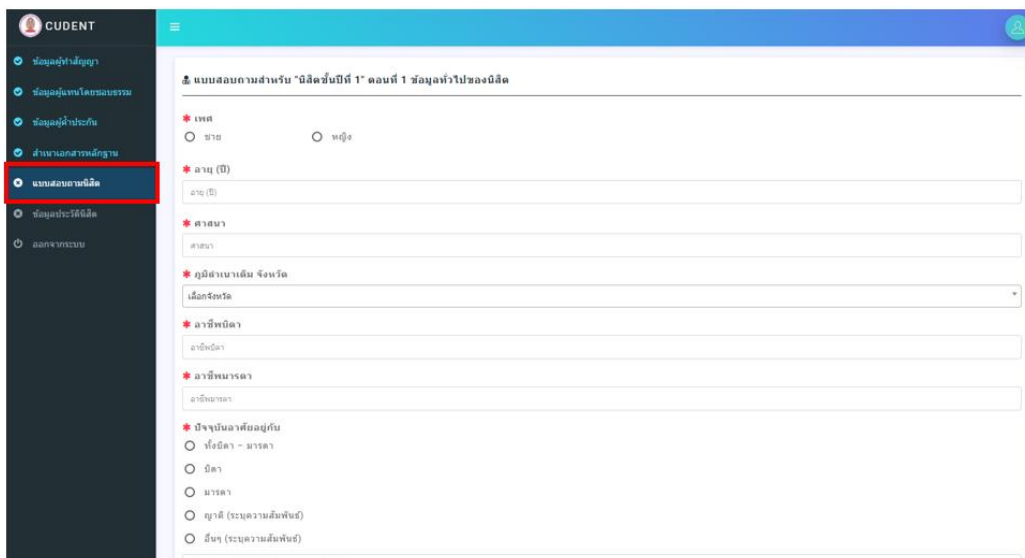 CUDENT
ข้อมูลผู้ทำสัญญา
ข้อมูลผู้แทนโดยชอบธรรม
ข้อมูลผู้ค้ำประกัน
สำเนาเอกสารหลักฐาน
แบบสอบถามนิสิต
ข้อมูลประวัตินิสิต
ออกจากระบบ
แบบสอบถามสำหรับ "นิสิตชั้นปีที่ 1" ตอนที่ 1 ข้อมูลทั่วไปของนิสิต
* เพศ
ชาย หญิง
* อายุ (ปี)
อายุ (ปี)
* ศาสนา
ศาสนา
* ภูมิลำเนาเดิม จังหวัด
เลือกจังหวัด
* อาชีพบิดา
อาชีพบิดา
* อาชีพมารดา
อาชีพมารดา
* ปัจจุบันอาศัยอยู่กับ
ทั้งบิดา - มารดา
บิดา
มารดา
ญาติ (ระบุความสัมพันธ์)
อื่นๆ (ระบุความสัมพันธ์)